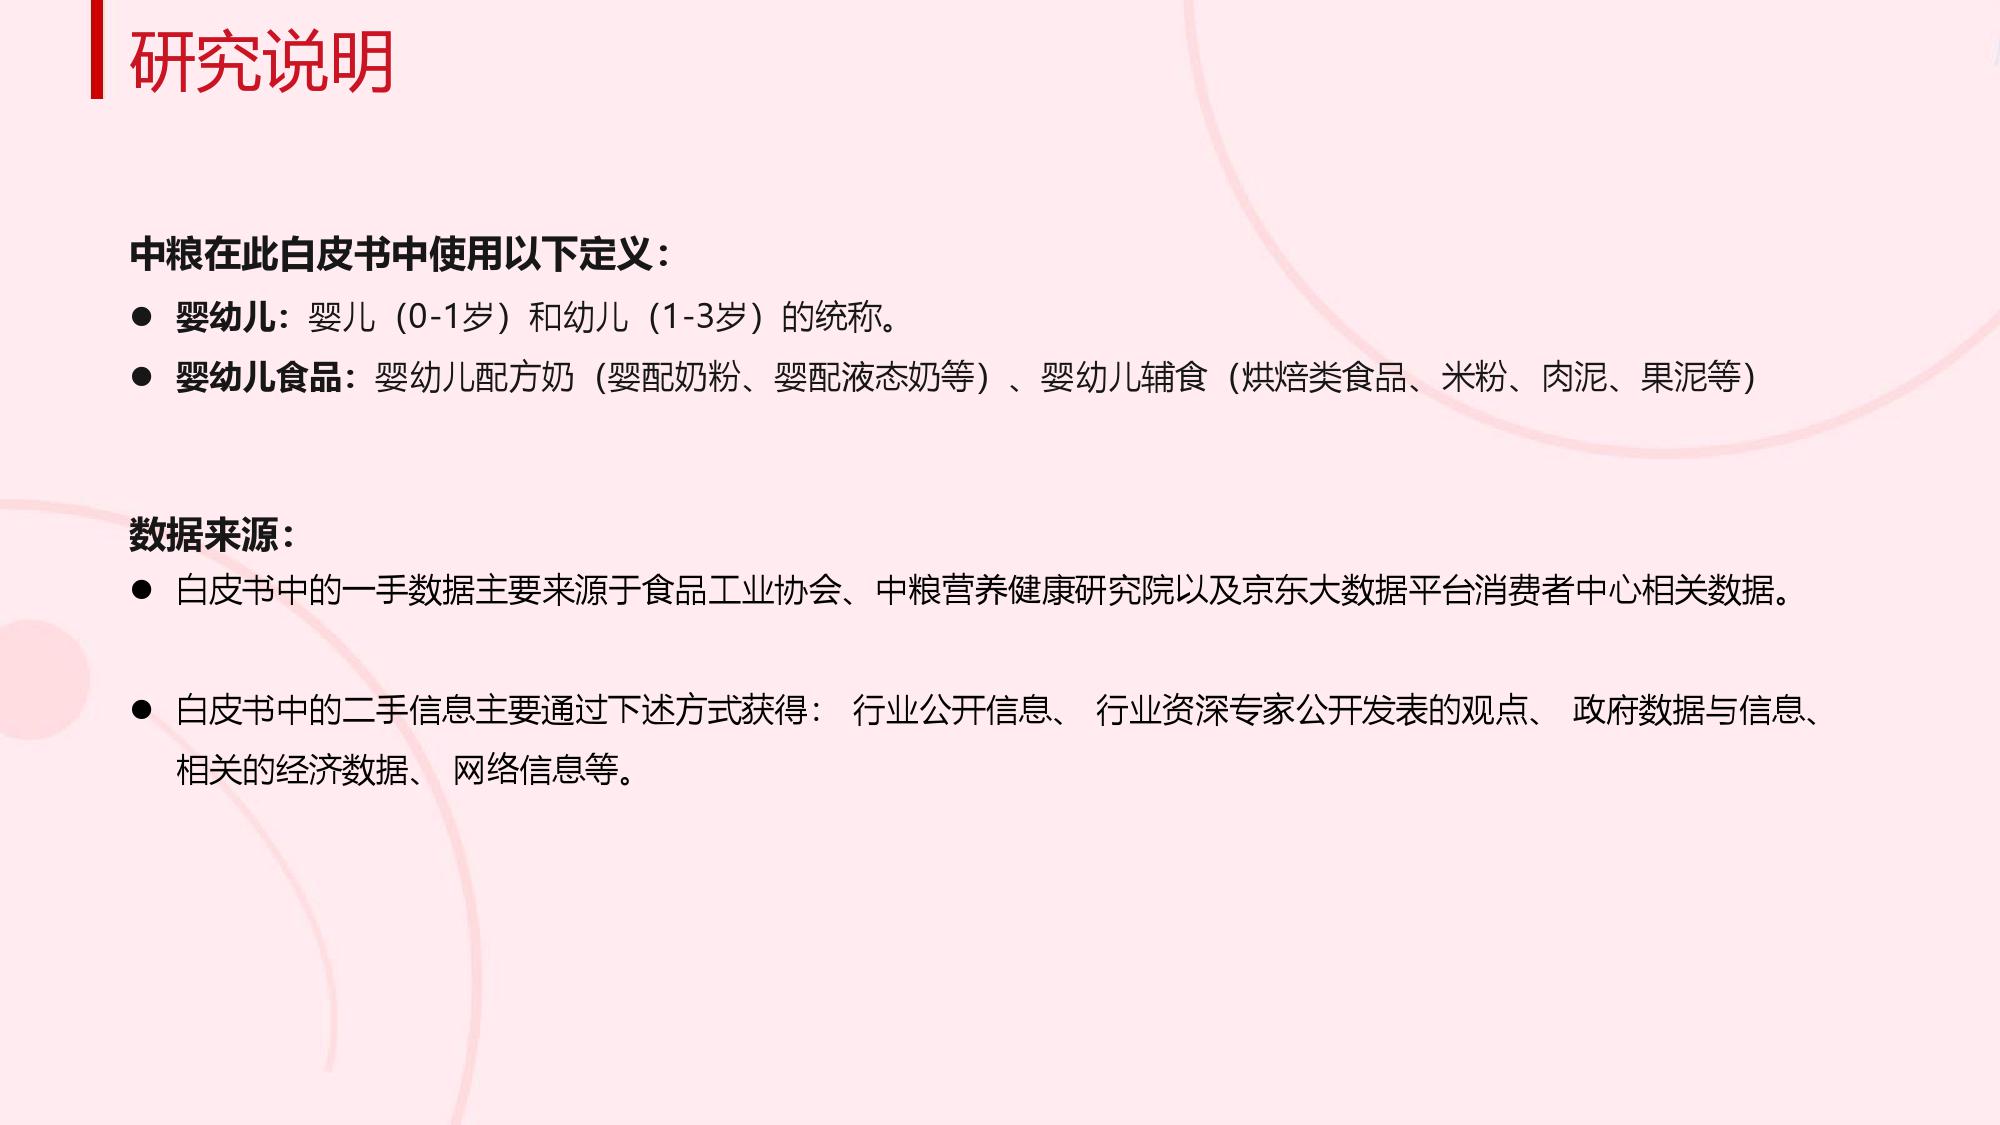 研究说明
中粮在此白皮书中使用以下定义：
● 婴幼儿：婴儿（0-1岁）和幼儿（1-3岁）的统称。
● 婴幼儿食品：婴幼儿配方奶（婴配奶粉、婴配液态奶等）、婴幼儿辅食（烘焙类食品、米粉、肉泥、果泥等）
数据来源：
● 白皮书中的一手数据主要来源于食品工业协会、中粮营养健康研究院以及京东大数据平台消费者中心相关数据。
● 白皮书中的二手信息主要通过下述方式获得： 行业公开信息、 行业资深专家公开发表的观点、 政府数据与信息、
相关的经济数据、 网络信息等。